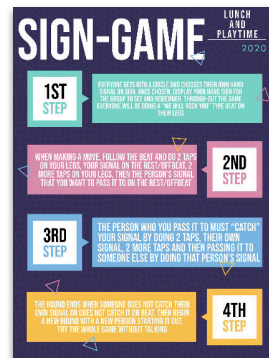 SIGN-GAME
LUNCH
AND
PLAYTIME
2020
1ST
STEP
EVERYONE GETS INTO A CIRCLE AND CHOOSES THEIR OWN HAND
SIGNAL OR SIGN. ONCE CHOSEN, DISPLAY YOUR HAND SIGN FOR
THE GROUP TO SEE AND REMEMBER. THROUGH-OUT THE GAME
EVERYONE WILL BE DOING A "WE WILL ROCK YOU" TYPE BEAT ON
THEIR LEGS
WHEN MAKING A MOVE, FOLLOW THE BEAT AND DO 2 TAPS
ON YOUR LEGS, YOUR SIGNAL ON THE REST/OFFBEAT, 2
MORE TAPS ON YOUR LEGS, THEN THE PERSON'S SIGNAL
THAT YOU WANT TO PASS IT TO ON THE REST/OFFBEAT
2ND
STEP
3RD
STEP
THE PERSON WHO YOU PASS IT TO MUST "CATCH"
YOUR SIGNAL BY DOING 2 TAPS, THEIR OWN
SIGNAL, 2 MORE TAPS AND THEN PASSING IT TO
SOMEONE ELSE BY DOING THAT PERSON'S SIGNAL
THE ROUND ENDS WHEN SOMEONE DOES NOT CATCH THEIR
OWN SIGNAL OR DOES NOT CATCH IT ON BEAT. THEN BEGIN
A NEW ROUND WITH A NEW PERSON STARTING IT OUT.
TRY THE WHOLE GAME WITHOUT TALKING
4TH
STEP